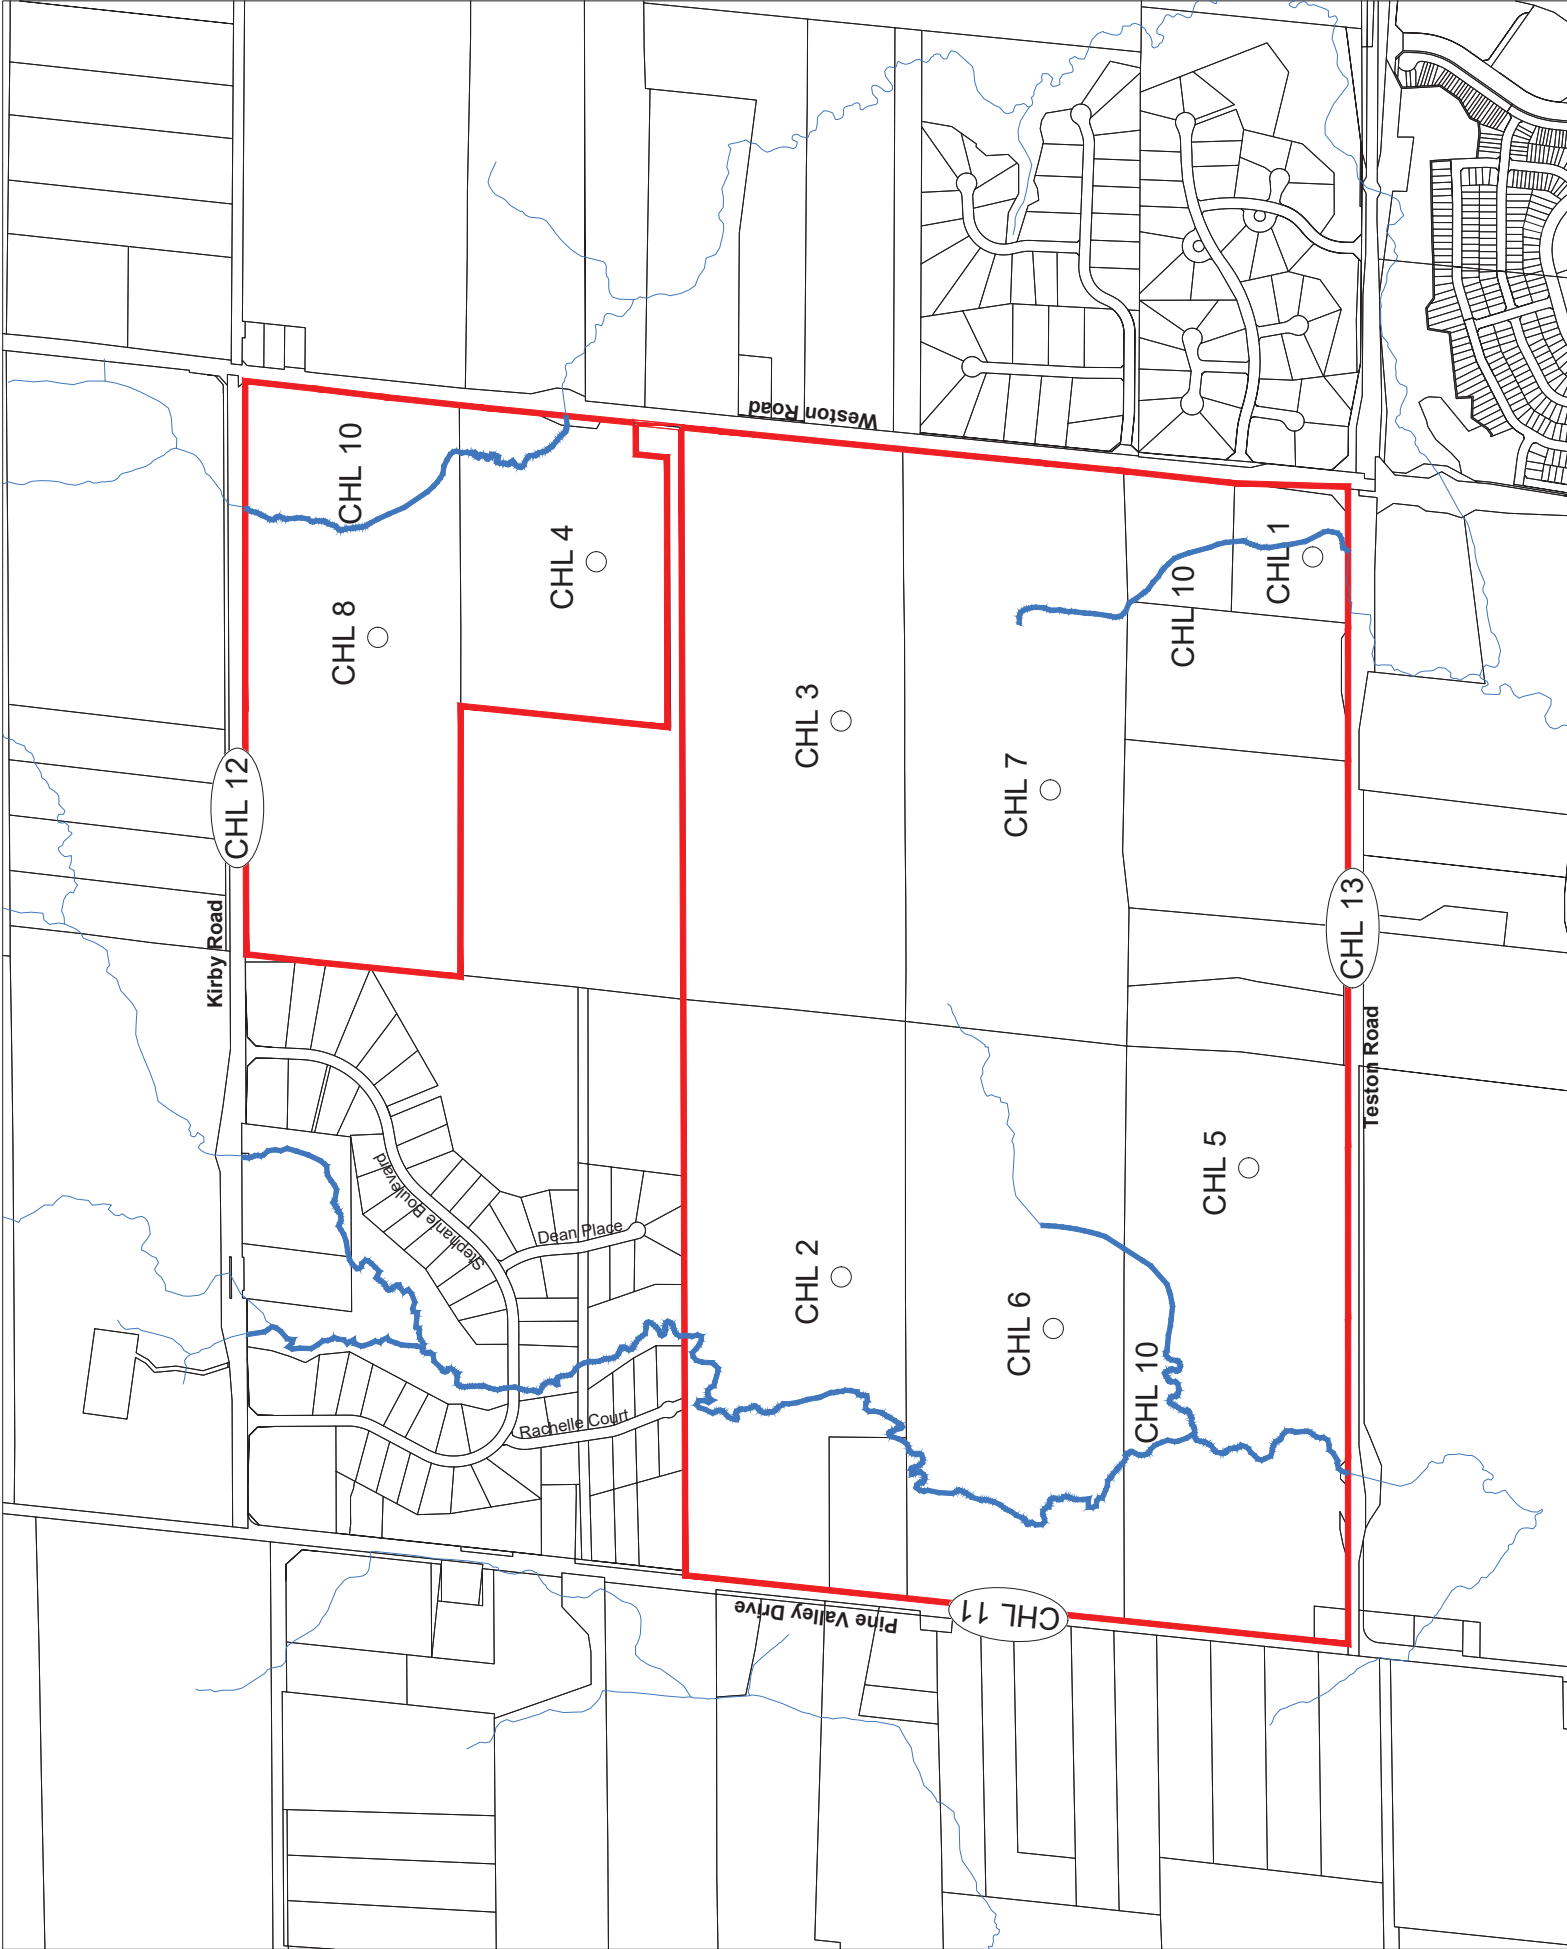 Weston Road
CHL 10
CHL 4
CHL 1
CHL 8
CHL 10
CHL 3
CHL 7
CHL 12
CHL 13
Kirby Road
Teston Road
Stephanie Boulevard
Dean Place
CHL 5
CHL 2
CHL 6
CHL 10
Rachelle Court
Pine Valley Drive
CHL 11